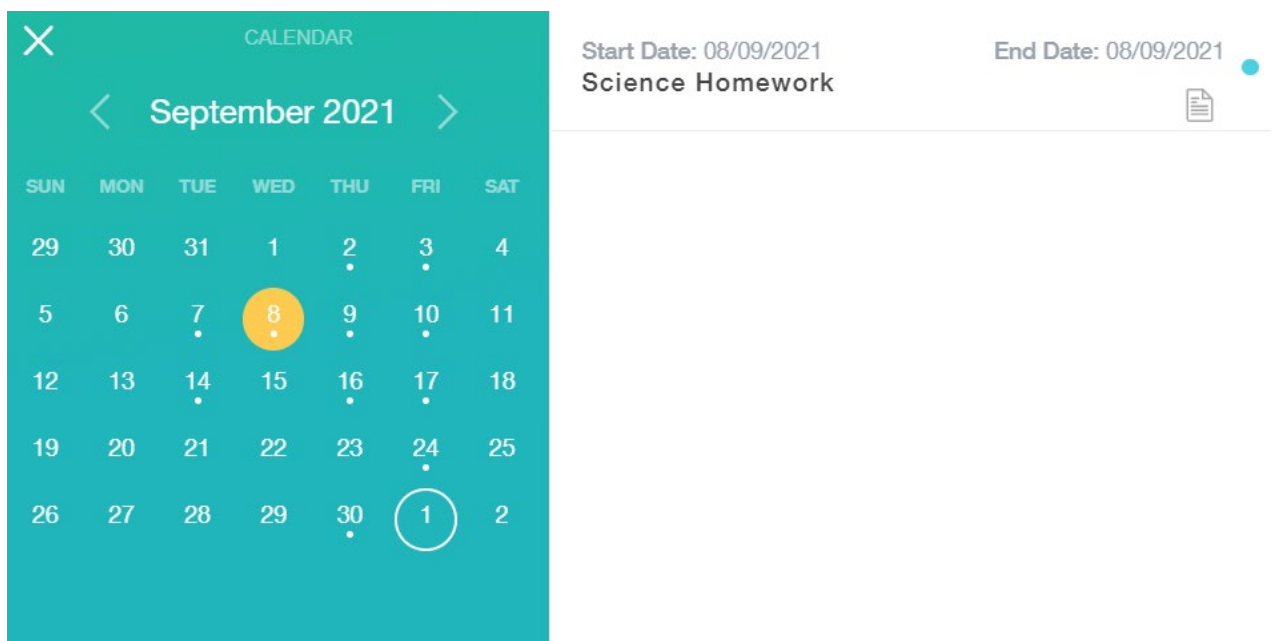 CALENDAR
September 2021
SUN MON TUE WED THU FRI SAT
29 30 31 1 2 3 4
5 6 7 8 9 10 11
12 13 14 15 16 17 18
19 20 21 22 23 24 25
26 27 28 29 30 1 2
Start Date: 08/09/2021 End Date: 08/09/2021
Science Homework